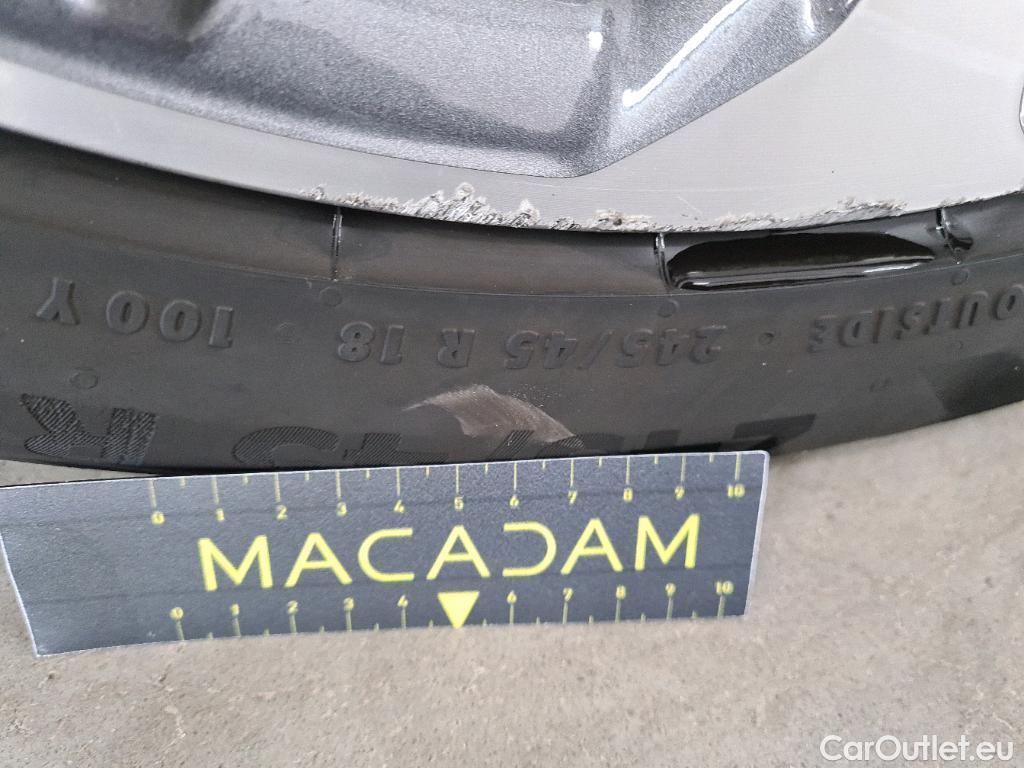 OUTSIDE · 245/45 R 18 · 100 Y
0 1 2 3 4 5 6 7 8 9 10
MACADAM
0 1 2 3 4 6 7 8 9 10
CarOutlet.eu